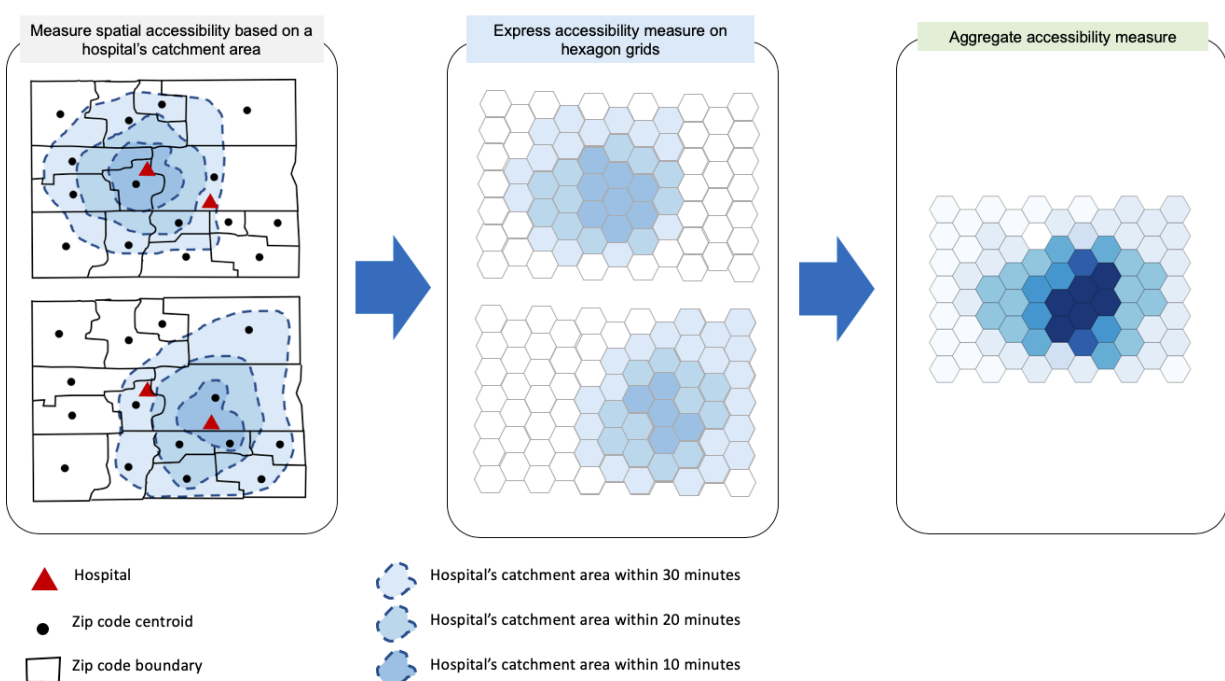 Measure spatial accessibility based on a
hospital's catchment area
Express accessibility measure on
hexagon grids
Aggregate accessibility measure
Hospital
Zip code centroid
Zip code boundary
Hospital's catchment area within 30 minutes
Hospital's catchment area within 20 minutes
Hospital's catchment area within 10 minutes